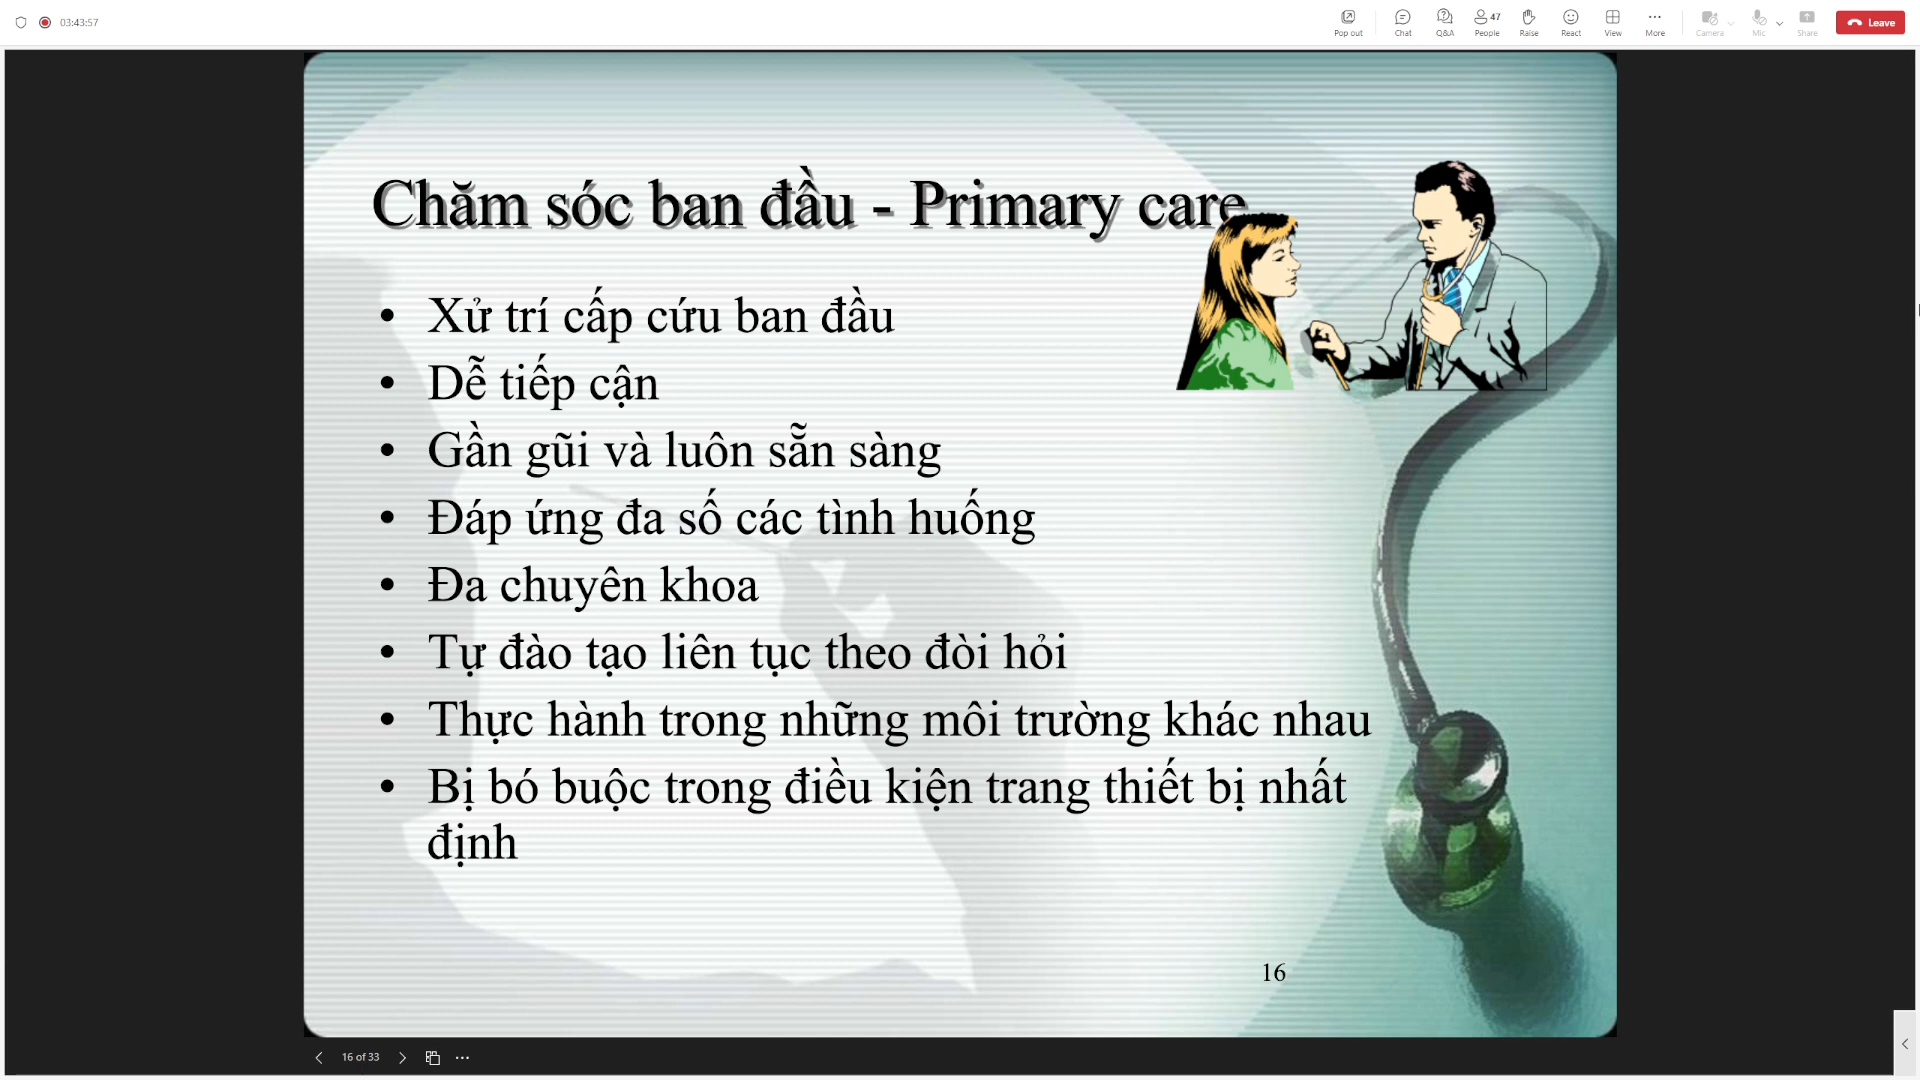 03:43:57
Pop out
Chat
Q&A
47
People
Raise
React
View
More
Camera
Mic
Share
Leave
Chăm sóc ban đầu - Primary care
• Xử trí cấp cứu ban đầu
• Dễ tiếp cận
• Gần gũi và luôn sẵn sàng
• Đáp ứng đa số các tình huống
• Đa chuyên khoa
• Tự đào tạo liên tục theo đòi hỏi
• Thực hành trong những môi trường khác nhau
• Bị bó buộc trong điều kiện trang thiết bị nhất
định
16
16 of 33